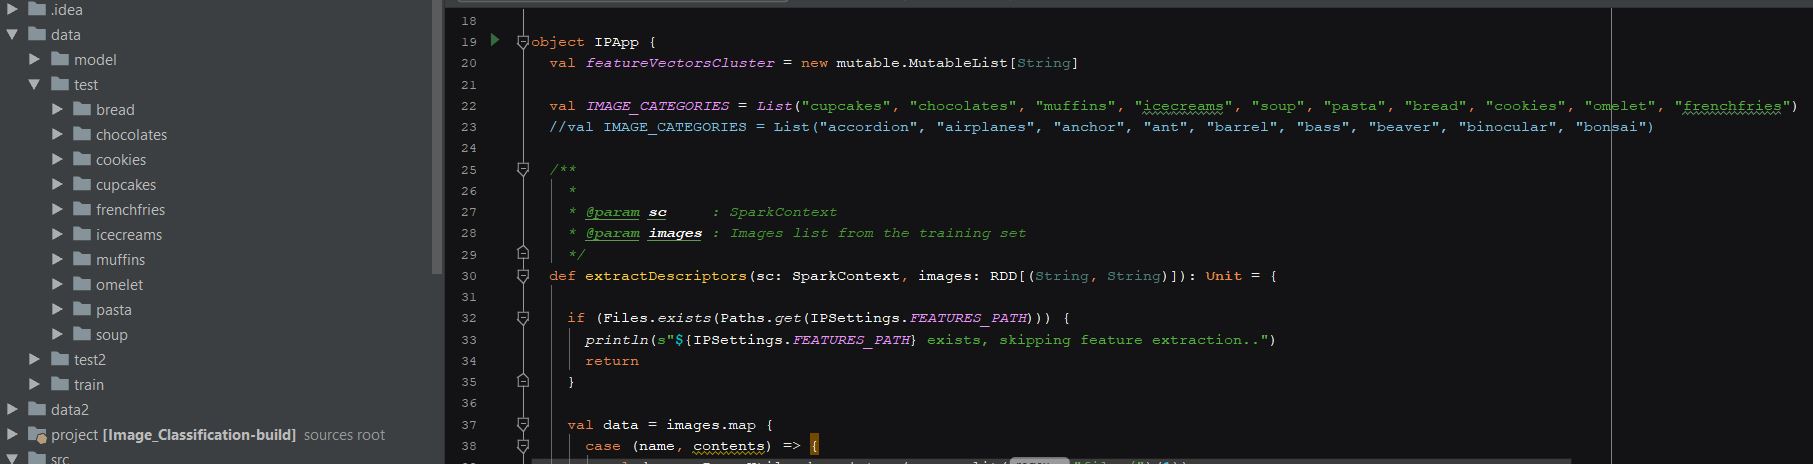 .idea
data
model
test
bread
chocolates
cookies
cupcakes
frenchfries
icecreams
muffins
omelet
pasta
soup
test2
train
data2
project [Image_Classification-build] sources root
src
18
19 object IPApp {
20 val featureVectorsCluster = new mutable.MutableList[String]
21
22 val IMAGE_CATEGORIES = List("cupcakes", "chocolates", "muffins", "icecreams", "soup", "pasta", "bread", "cookies", "omelet", "frenchfries")
23 //val IMAGE_CATEGORIES = List("accordion", "airplanes", "anchor", "ant", "barrel", "bass", "beaver", "binocular", "bonsai")
24
25 /**
26 *
27 * @param sc : SparkContext
28 * @param images : Images list from the training set
29 */
30 def extractDescriptors(sc: SparkContext, images: RDD[(String, String)]): Unit = {
31
32 if (Files.exists(Paths.get(IPSettings.FEATURES_PATH))) {
33 println(s"${IPSettings.FEATURES_PATH} exists, skipping feature extraction..")
34 return
35 }
36
37 val data = images.map {
38 case (name, contents) => {